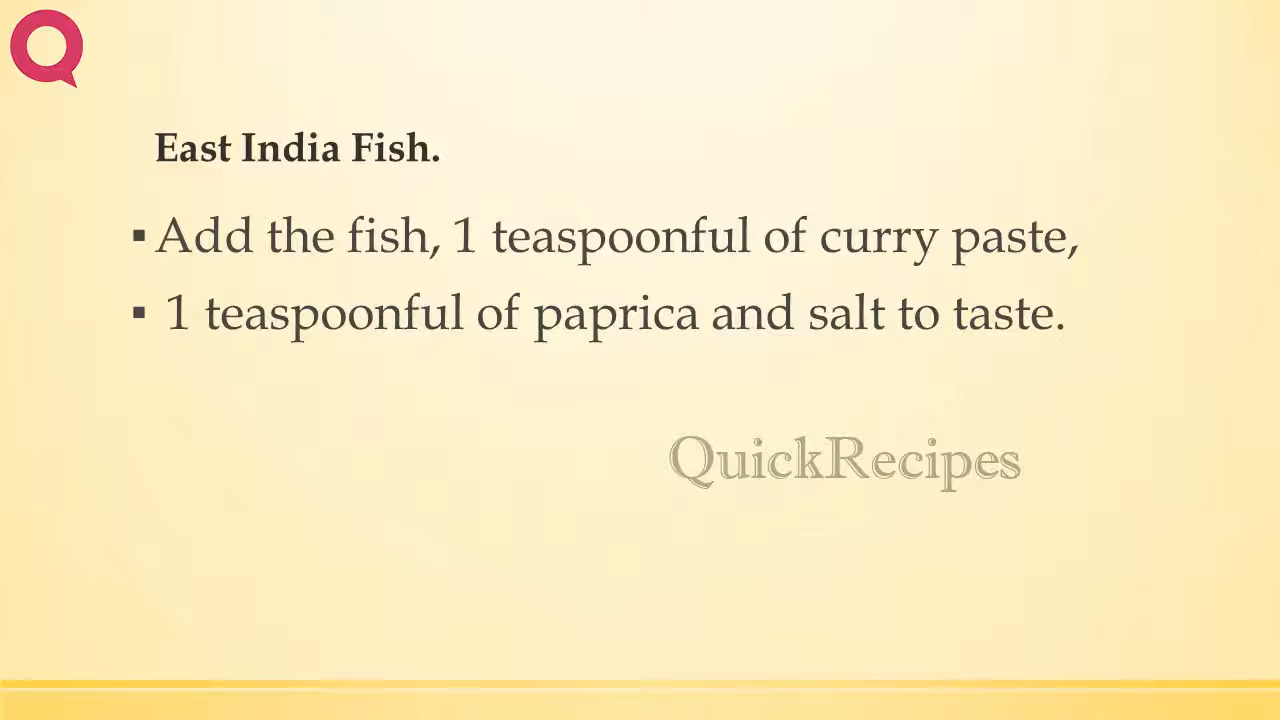 East India Fish.
▪Add the fish, 1 teaspoonful of curry paste,
▪ 1 teaspoonful of paprica and salt to taste.
QuickRecipes